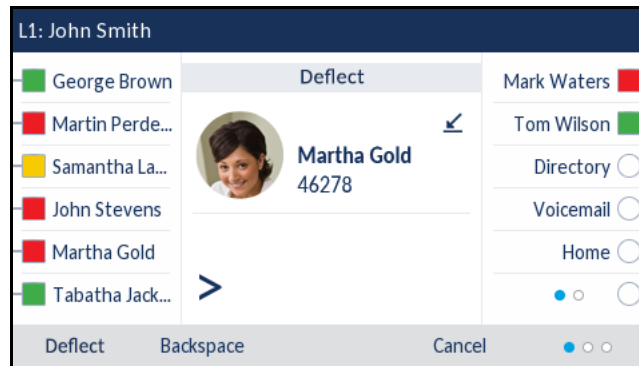 L1: John Smith
George Brown
Martin Perde...
Samantha La...
John Stevens
Martha Gold
Tabatha Jack...
Deflect
Martha Gold
46278
>
Mark Waters
Tom Wilson
Directory
Voicemail
Home
Deflect Backspace Cancel